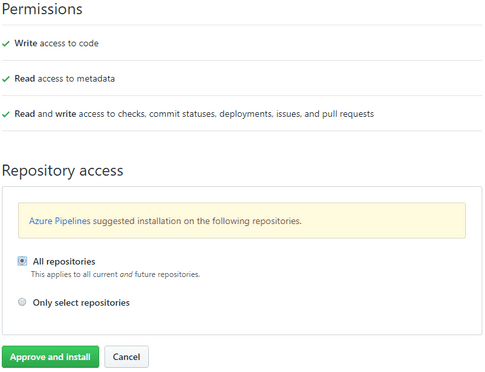 Permissions
Write access to code
Read access to metadata
Read and write access to checks, commit statuses, deployments, issues, and pull requests
Repository access
Azure Pipelines suggested installation on the following repositories.
All repositories
This applies to all current and future repositories.
Only select repositories
Approve and install Cancel